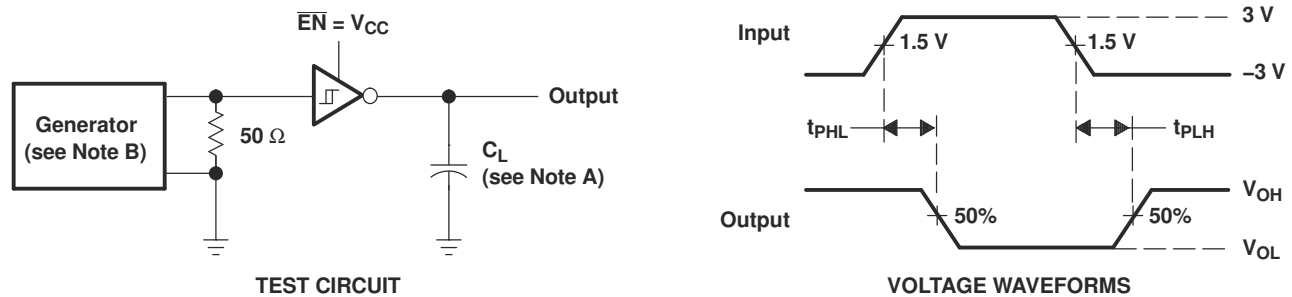 EN = VCC
Generator
(see Note B)
50 Ω
Output
CL
(see Note A)
TEST CIRCUIT
Input
1.5 V
1.5 V
3 V
−3 V
tPHL
tPLH
Output
50%
50%
VOH
VOL
VOLTAGE WAVEFORMS